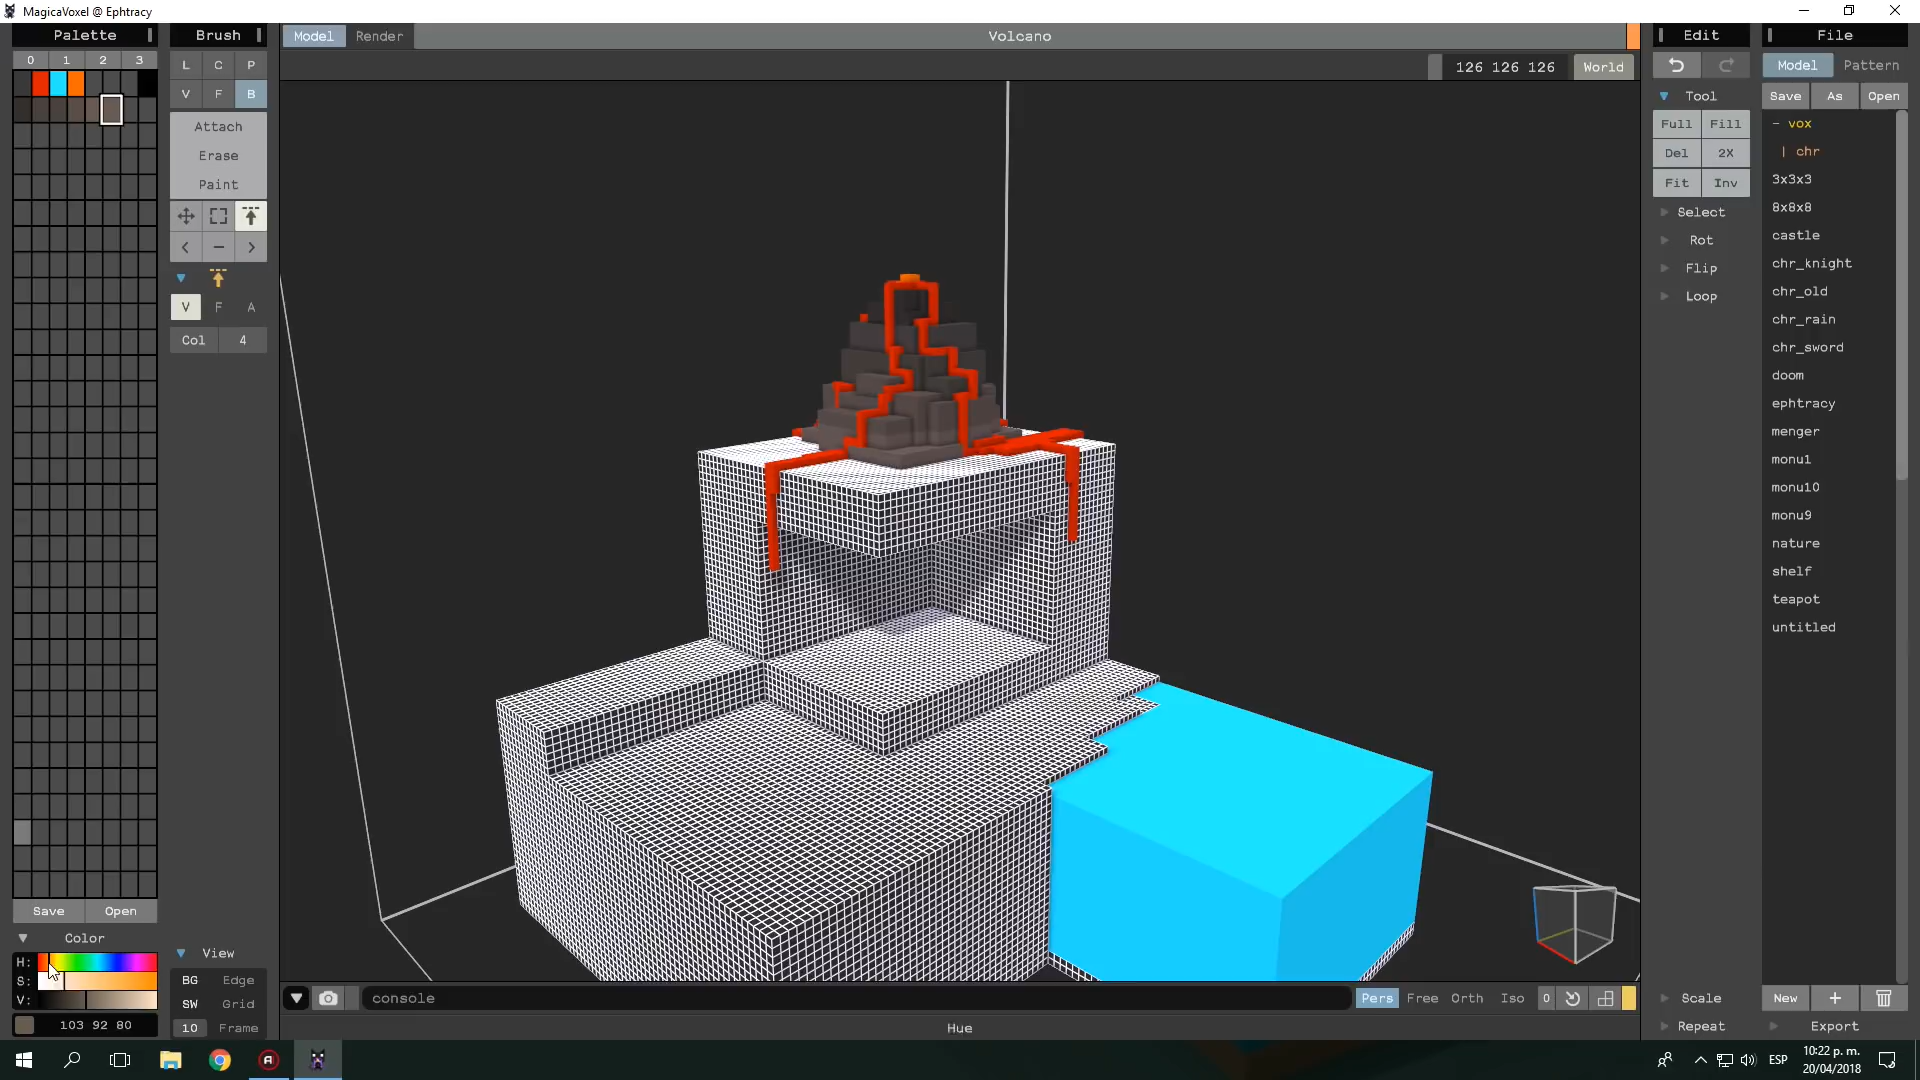 MagicaVoxel @ Ephtracy
Palette
0 1 2 3
Save Open
Color
H:
S:
V:
103 92 80
Brush
L C P
V F B
Attach
Erase
Paint
V F A
Col 4
View
BG Edge
SW Grid
10 Frame
Model Render
Volcano
126 126 126 World
console
Pers Free Orth Iso 0
Hue
Edit
Tool
Full Fill
Del 2X
Fit Inv
Select
Rot
Flip
Loop
Scale
Repeat
File
Model Pattern
Save As Open
- vox
| chr
3x3x3
8x8x8
castle
chr_knight
chr_old
chr_rain
chr_sword
doom
ephtracy
menger
monu1
monu10
monu9
nature
shelf
teapot
untitled
New +
Export
ESP
10:22 p. m.
20/04/2018